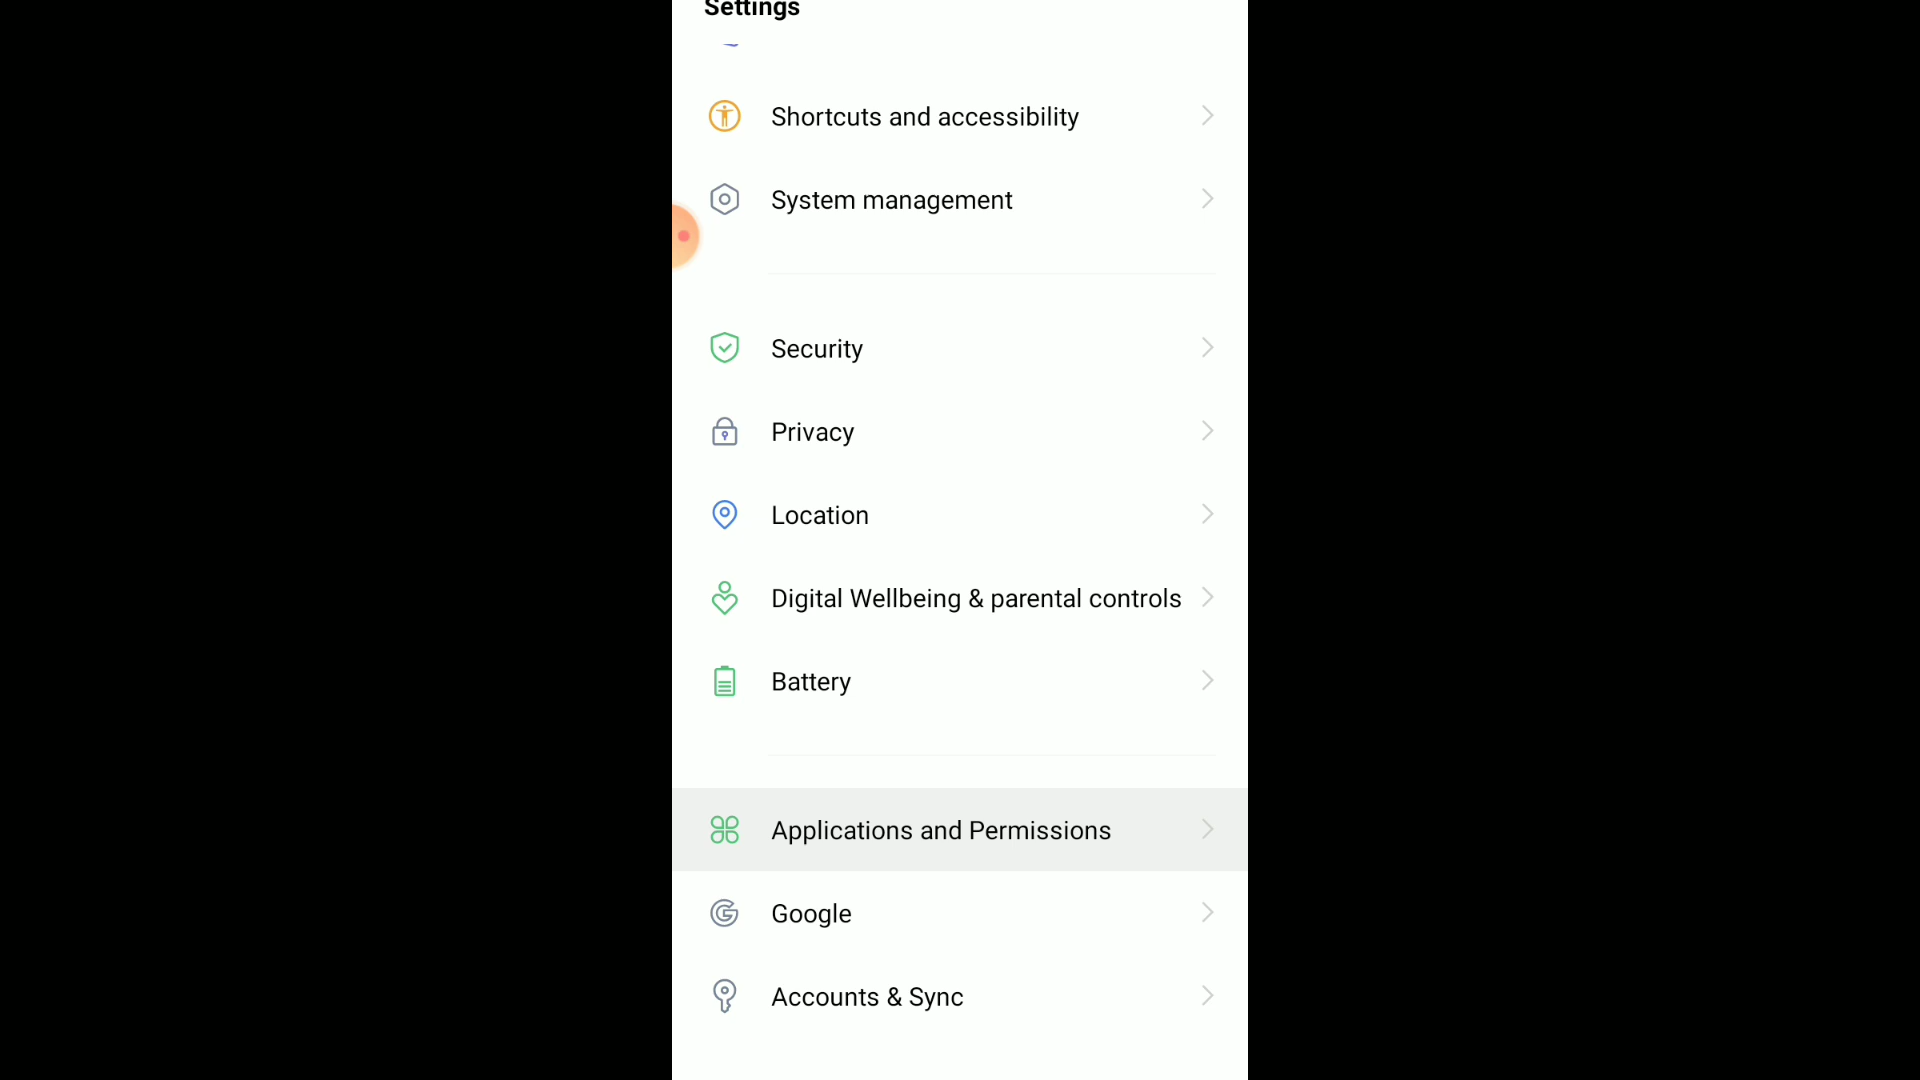 Settings
Shortcuts and accessibility
System management
Security
Privacy
Location
Digital Wellbeing & parental controls
Battery
Applications and Permissions
Google
Accounts & Sync